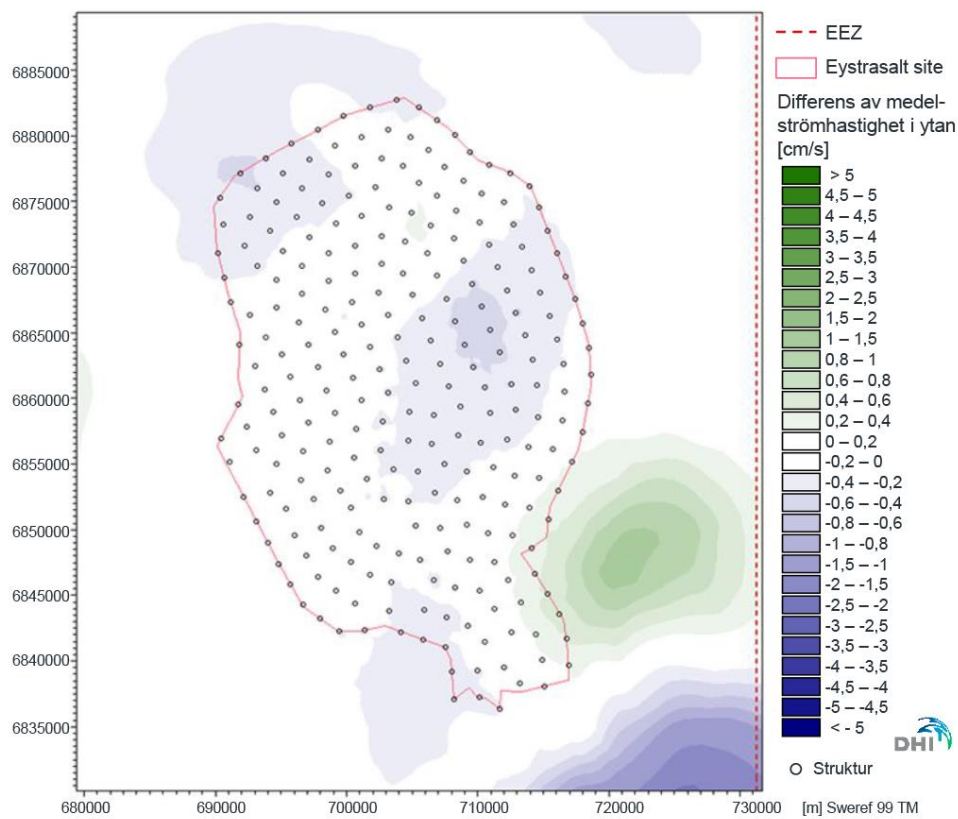 6885000
6880000
6875000
6870000
6865000
6860000
6855000
6850000
6845000
6840000
6835000
680000 690000 700000 710000 720000 730000 [m] Sweref 99 TM
EEZ
Eystrasalt site
Differens av medel-
strömhastighet i ytan
[cm/s]
> 5
4,5 – 5
4 – 4,5
3,5 – 4
3 – 3,5
2,5 – 3
2 – 2,5
1,5 – 2
1 – 1,5
0,8 – 1
0,6 – 0,8
0,4 – 0,6
0,2 – 0,4
0 – 0,2
-0,2 – 0
-0,4 – -0,2
-0,6 – -0,4
-0,8 – -0,6
-1 – -0,8
-1,5 – -1
-2 – -1,5
-2,5 – -2
-3 – -2,5
-3,5 – -3
-4 – -3,5
-4,5 – -4
-5 – -4,5
< - 5
DHI
Struktur